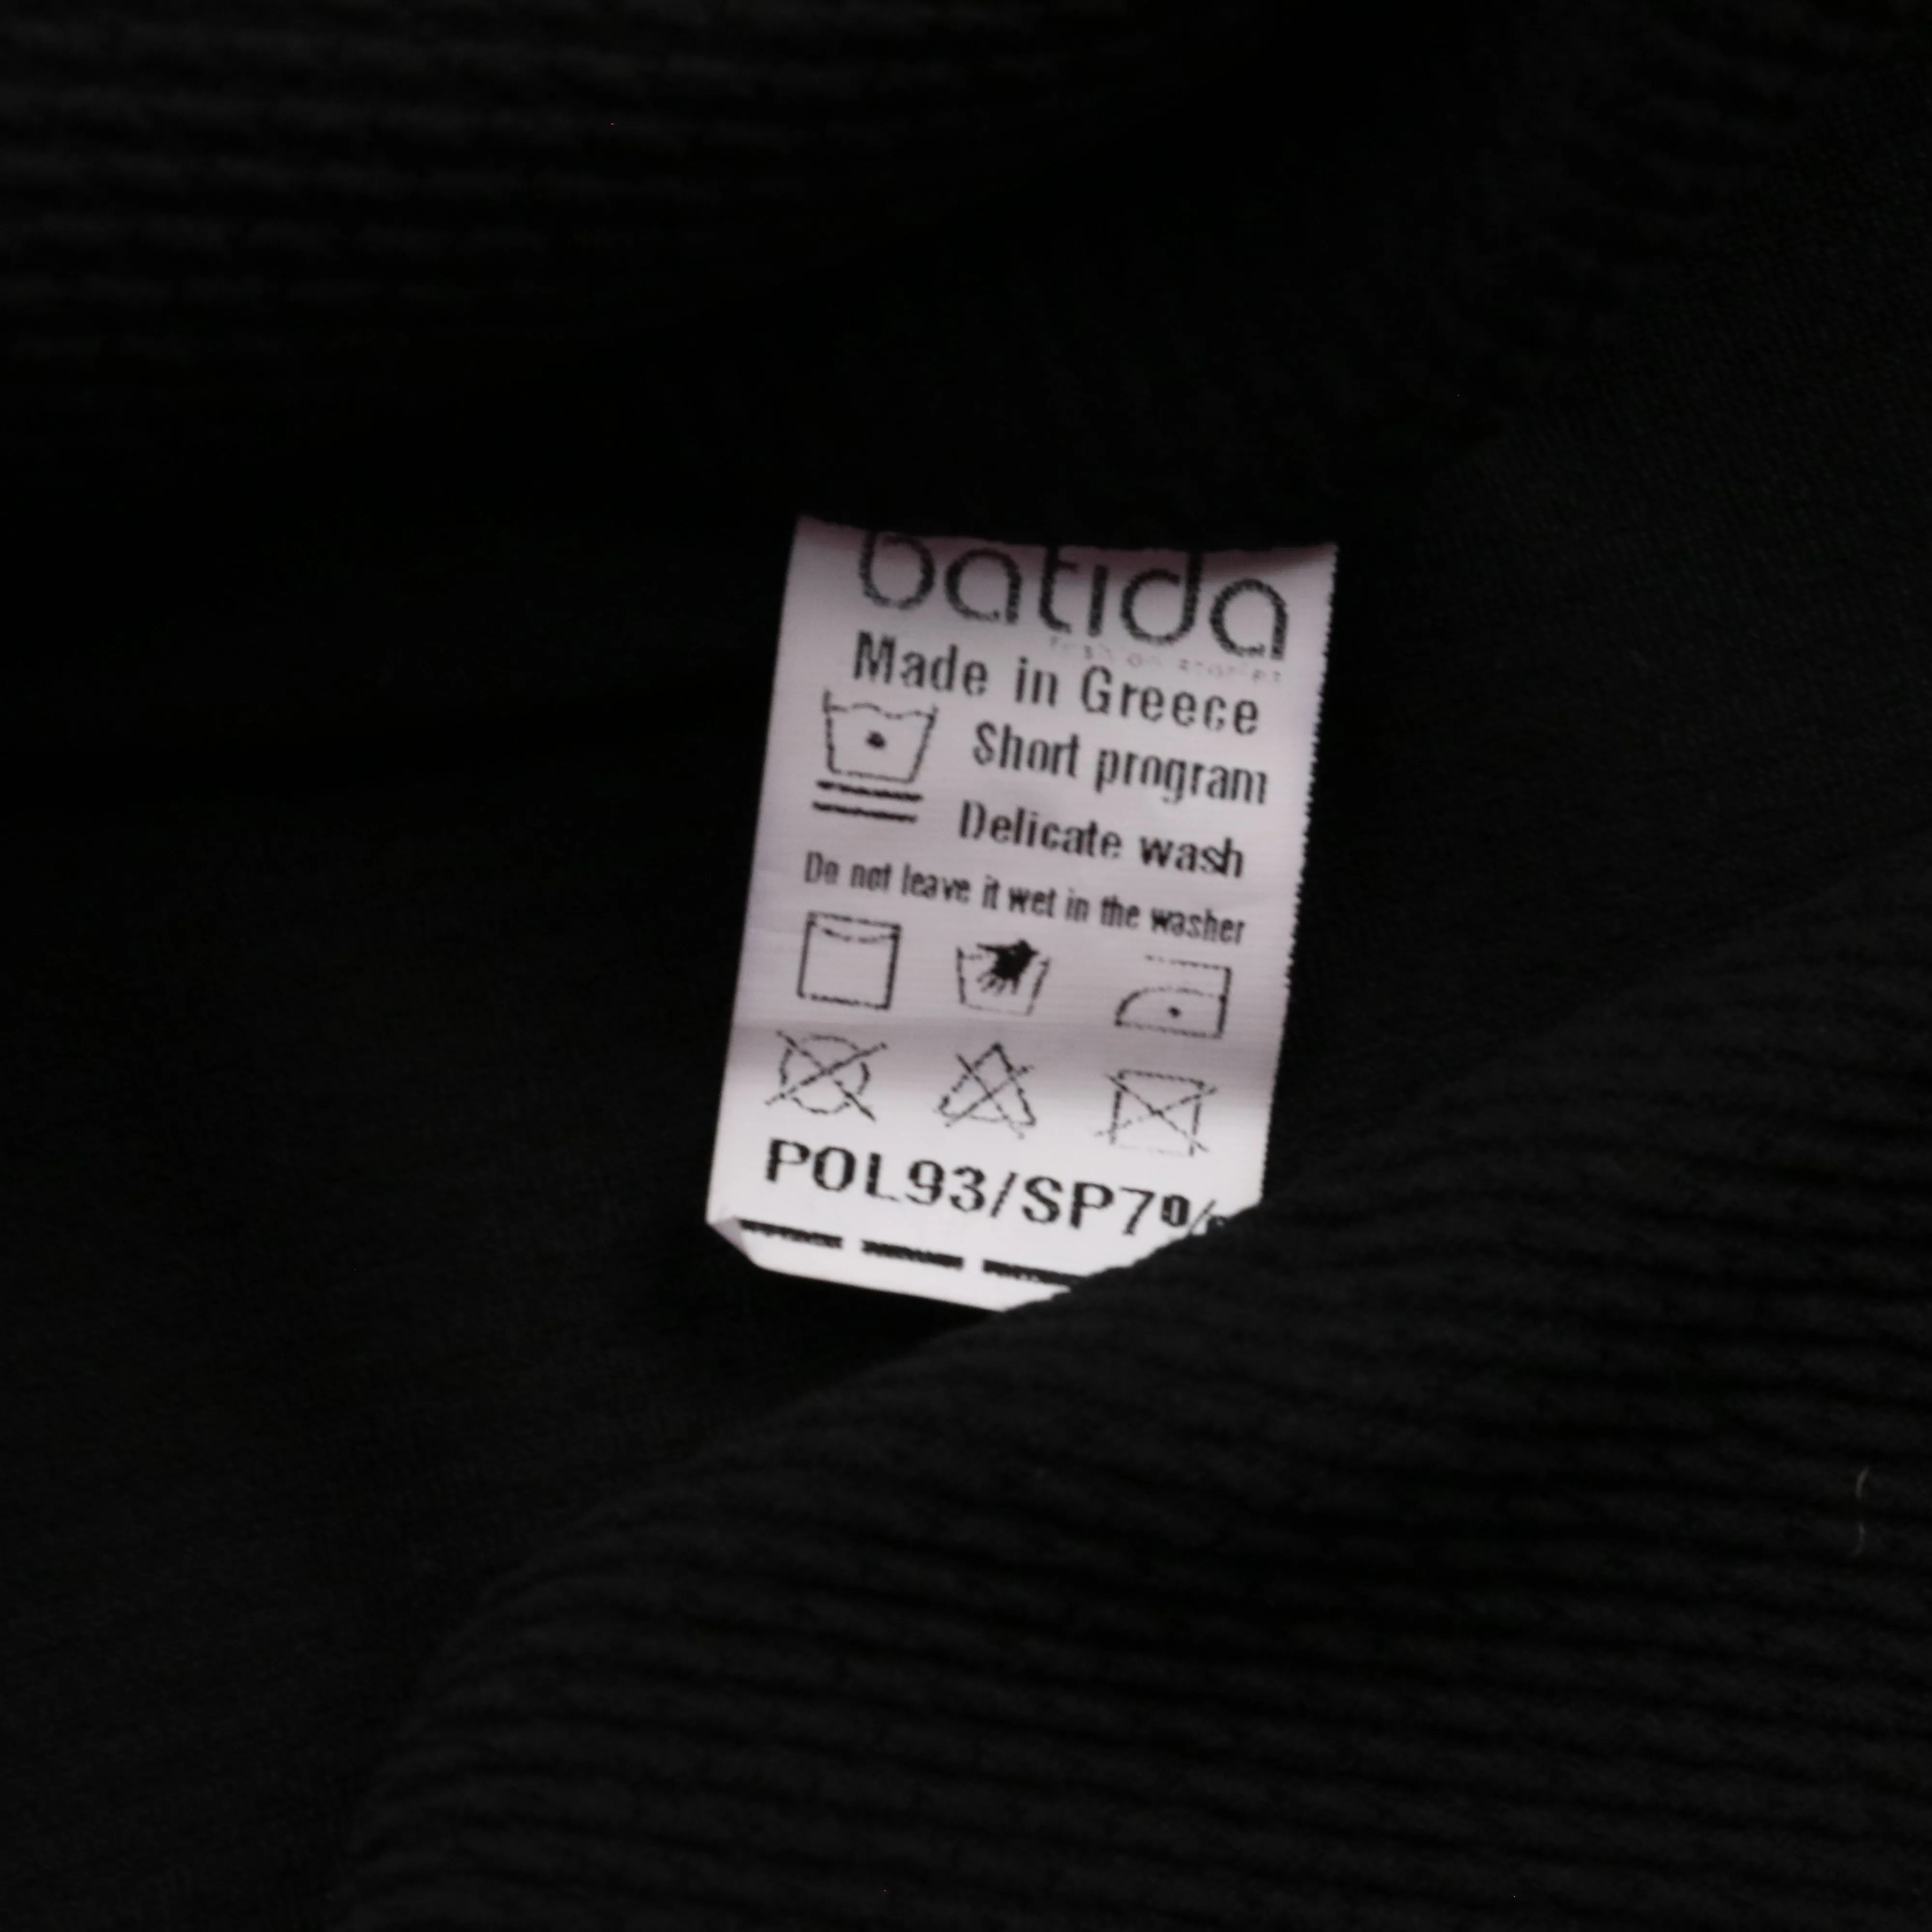 batida
Made in Greece
Short program
Delicate wash
Do not leave it wet in the washer
POL93/SP7%